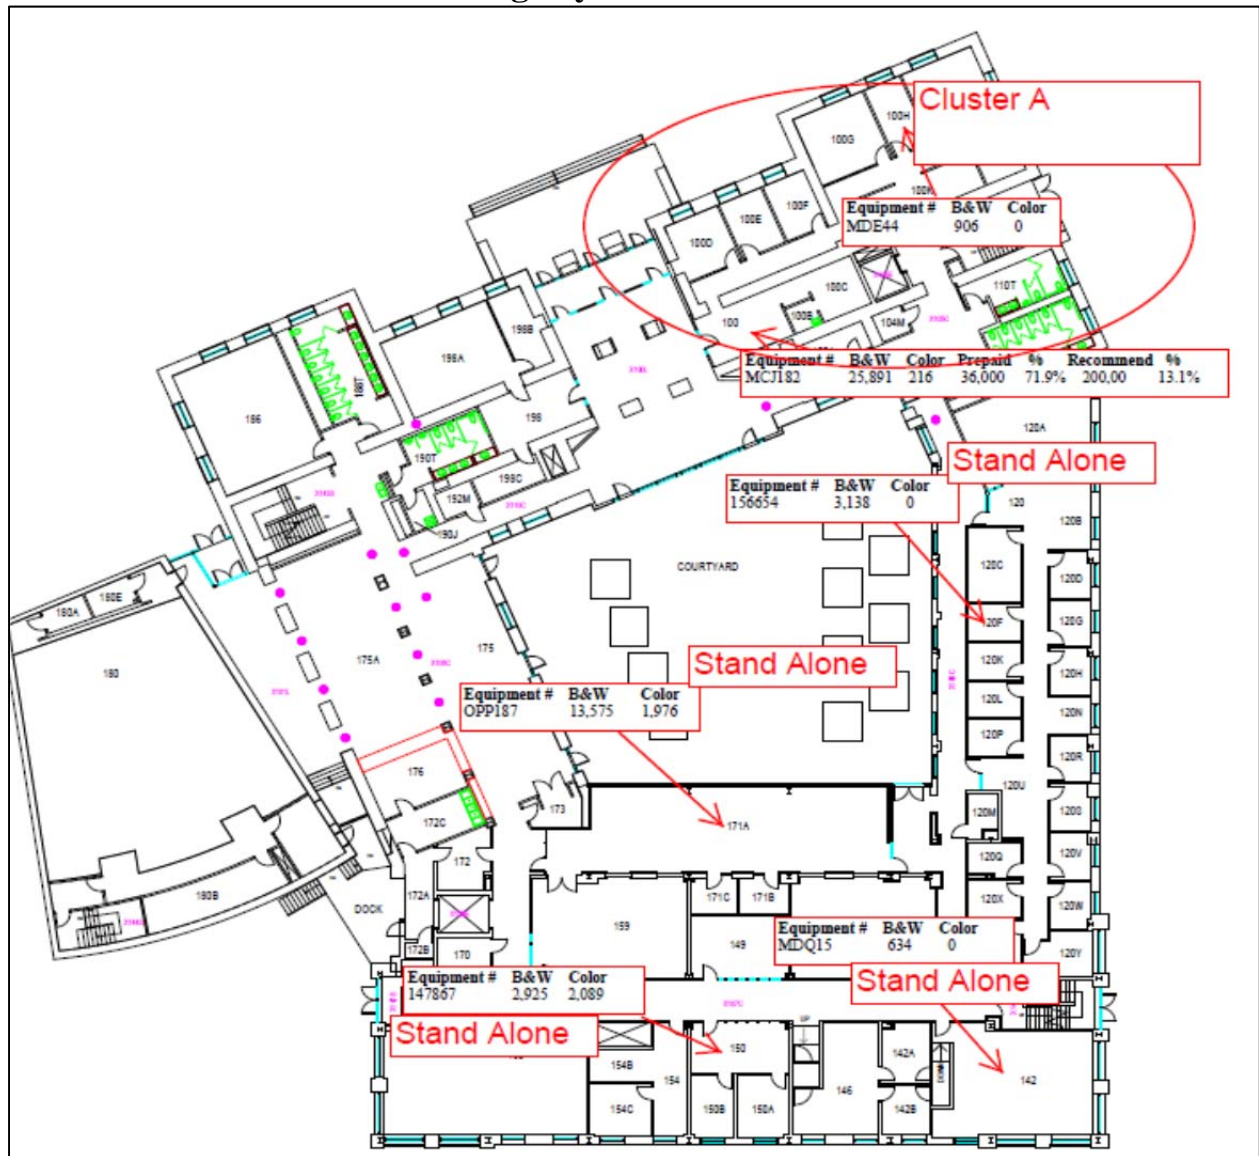 Cluster A
100H
100G
100K
Equipment # B&W Color
MDE44 906 0
100F
100E
100D
110T
100C
100B
100
104M
198B
198A
188T
186
198
Equipment # B&W Color Prepaid % Recommend %
MCJ182 25,891 216 36,000 71.9% 200,00 13.1%
120A
190T
198C
192M
190J
Stand Alone
Equipment # B&W Color
156654 3,138 0
120
120B
COURTYARD
120C
120D
180E
180A
120F
120G
175
175A
180
120K
120H
Stand Alone
120L
120N
Equipment # B&W Color
OPP187 13,575 1,976
120P
120R
176
120U
173
172C
171A
120M
120S
120Q
120V
172
171C
171B
172A
180B
DOCK
120X
120W
159
149
Equipment # B&W Color
MDQ15 634 0
120Y
172B
170
Equipment # B&W Color
147867 2,925 2,089
Stand Alone
Stand Alone
UP
150
154B
154
142A
DOWN
142
146
154C
150B
150A
142B